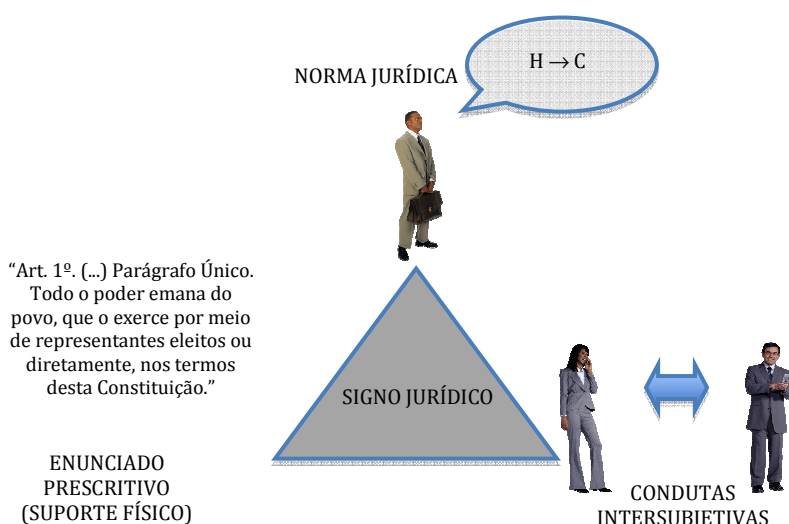 NORMA JURÍDICA
H → C
“Art. 1º. (...) Parágrafo Único.
Todo o poder emana do
povo, que o exerce por meio
de representantes eleitos ou
diretamente, nos termos
desta Constituição.”
SIGNO JURÍDICO
ENUNCIADO
PRESCRITIVO
(SUPORTE FÍSICO)
CONDUTAS
INTERSUBJETIVAS